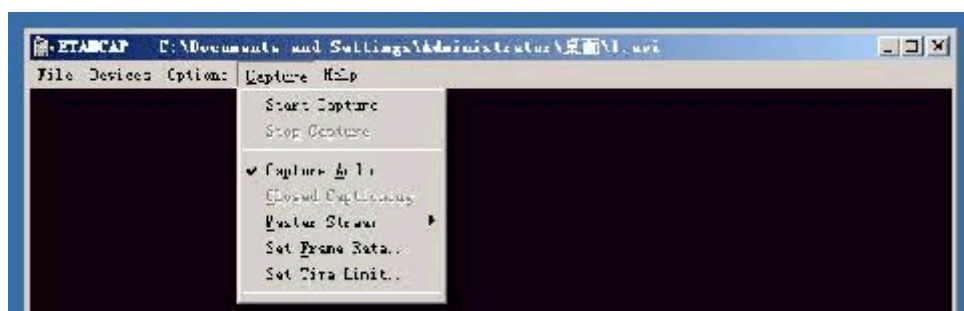 ETAMCAP C:\Documents and Settings\Administrator\桌面\1.avi
File Devices Options Capture Help
Start Capture
Stop Capture
Capture Audio
Closed Captioning
Master Stream
Set Frame Rate..
Set Time Limit..